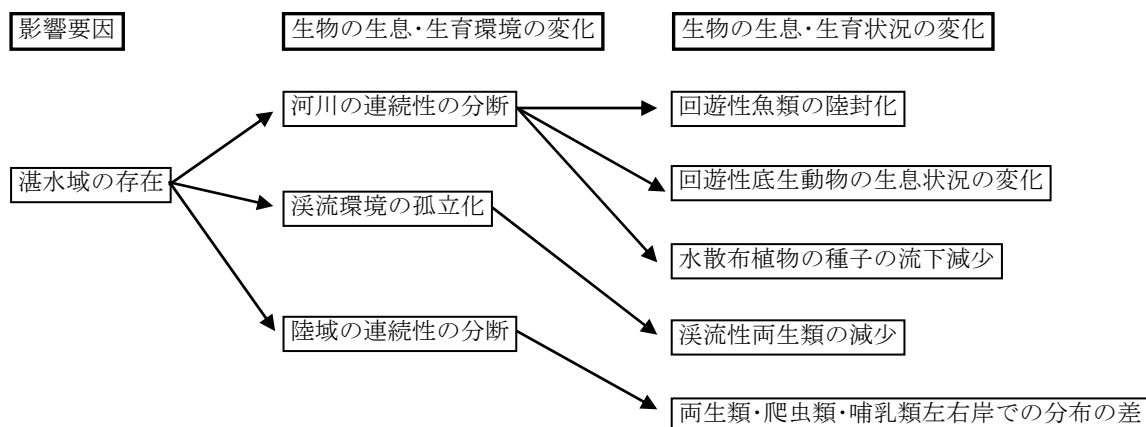 影響要因
生物の生息・生育環境の変化
生物の生息・生育状況の変化
河川の連続性の分断
回遊性魚類の陸封化
湛水域の存在
回遊性底生動物の生息状況の変化
渓流環境の孤立化
水散布植物の種子の流下減少
陸域の連続性の分断
渓流性両生類の減少
両生類・爬虫類・哺乳類左右岸での分布の差